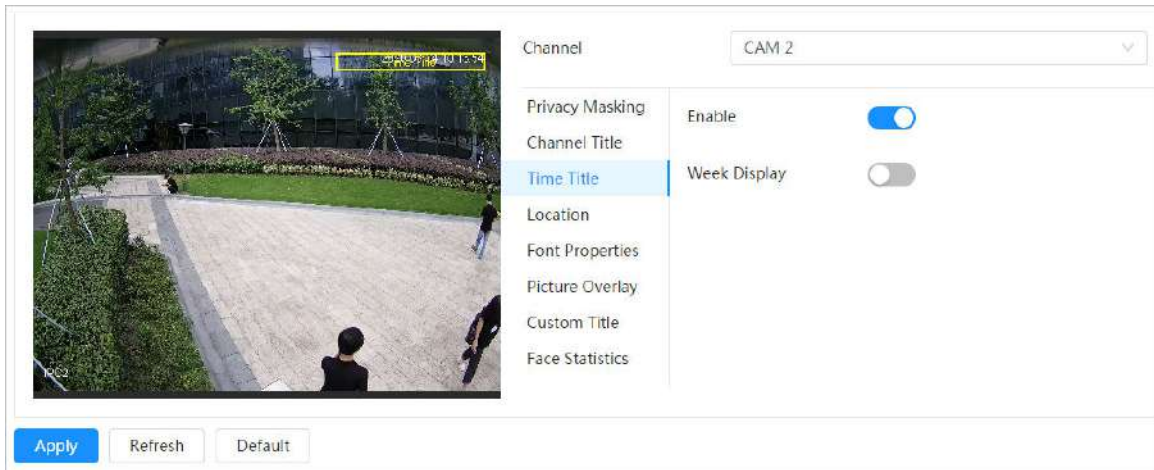 Channel
CAM 2
Privacy Masking
Channel Title
Time Title
Location
Font Properties
Picture Overlay
Custom Title
Face Statistics
Enable
Week Display
IPC2
Apply
Refresh
Default